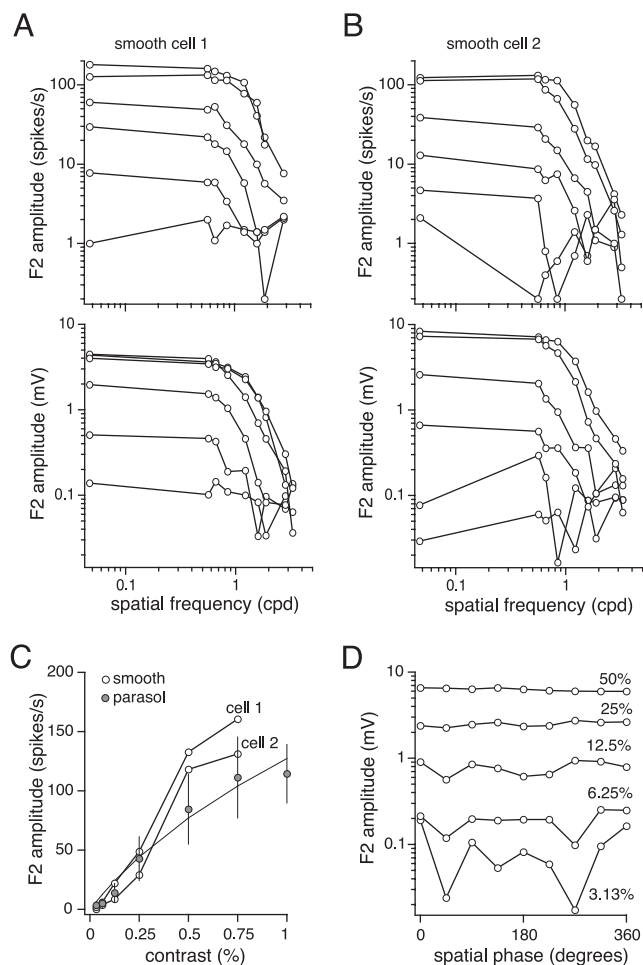 A
B
smooth cell 1
smooth cell 2
F2 amplitude (spikes/s)
100
10
1
F2 amplitude (spikes/s)
100
10
1
F2 amplitude (mV)
10
1
0.1
0.1
1
spatial frequency (cpd)
F2 amplitude (mV)
10
1
0.1
0.1
1
spatial frequency (cpd)
C
smooth
parasol
cell 1
cell 2
F2 amplitude (spikes/s)
200
150
100
50
0
0
0.25
0.5
0.75
1
contrast (%)
D
F2 amplitude (mV)
10
1
0.1
50%
25%
12.5%
6.25%
3.13%
0
180
360
spatial phase (degrees)